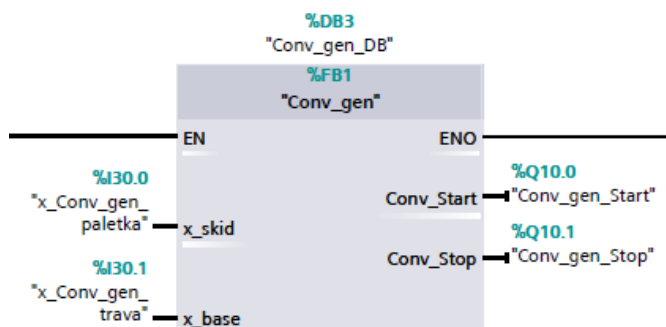 %DB3
"Conv_gen_DB"
%FB1
"Conv_gen"
EN
ENO
%I30.0
"x_Conv_gen_
paletka"
x_skid
%Q10.0
Conv_Start
"Conv_gen_Start"
%Q10.1
Conv_Stop
"Conv_gen_Stop"
%I30.1
"x_Conv_gen_
trava"
x_base